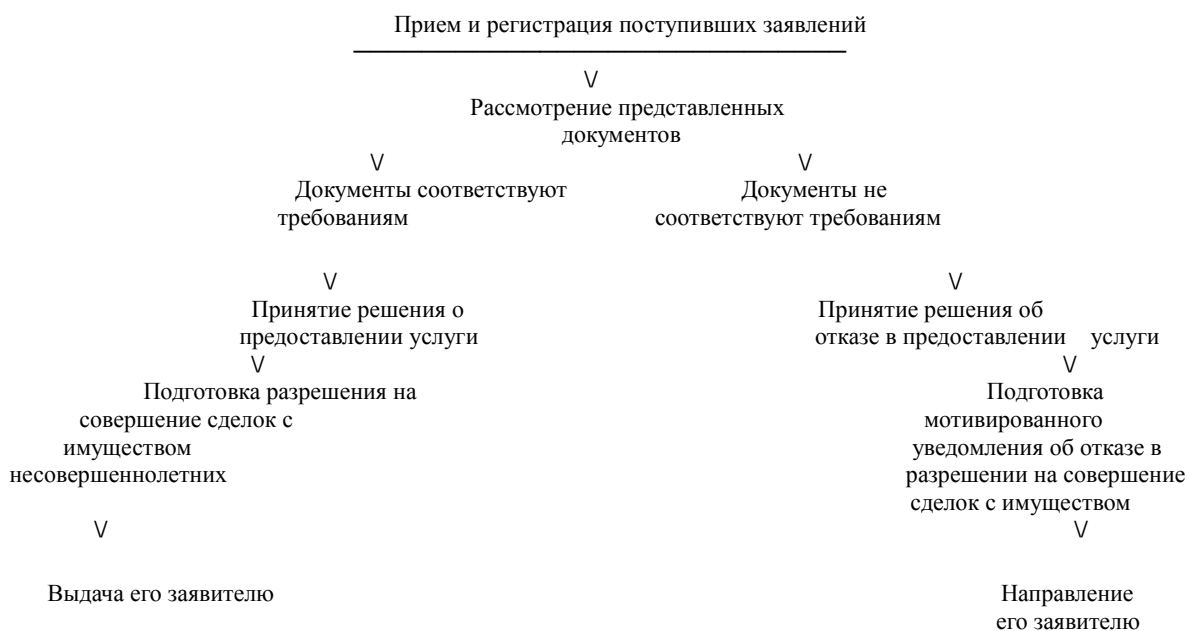 Прием и регистрация поступивших заявлений
\/
Рассмотрение представленных
документов
\/ \/
Документы соответствуют
требованиям
Документы не
соответствуют требованиям
\/ \/
Принятие решения о
предоставлении услуги
Принятие решения об
отказе в предоставлении услуги
\/ \/
Подготовка разрешения на
совершение сделок с
имуществом
несовершеннолетних
Подготовка
мотивированного
уведомления об отказе в
разрешении на совершение
сделок с имуществом
\/ \/
Выдача его заявителю
Направление
его заявителю